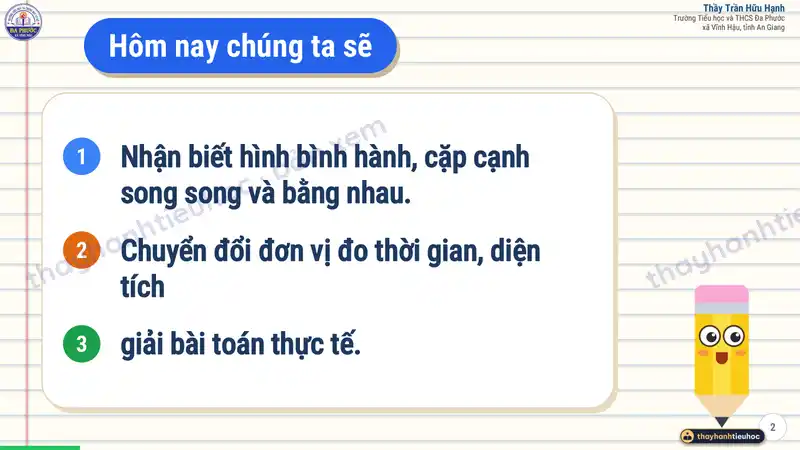 Thầy Trần Hữu Hạnh
Trường Tiểu học và THCS Đa Phước
xã Vĩnh Hậu, tỉnh An Giang
ĐA PHƯỚC
Hôm nay chúng ta sẽ
1
Nhận biết hình bình hành, cặp cạnh
song song và bằng nhau.
2
Chuyển đổi đơn vị đo thời gian, diện
tích
3
giải bài toán thực tế.
thayhanhtieuhoc
2